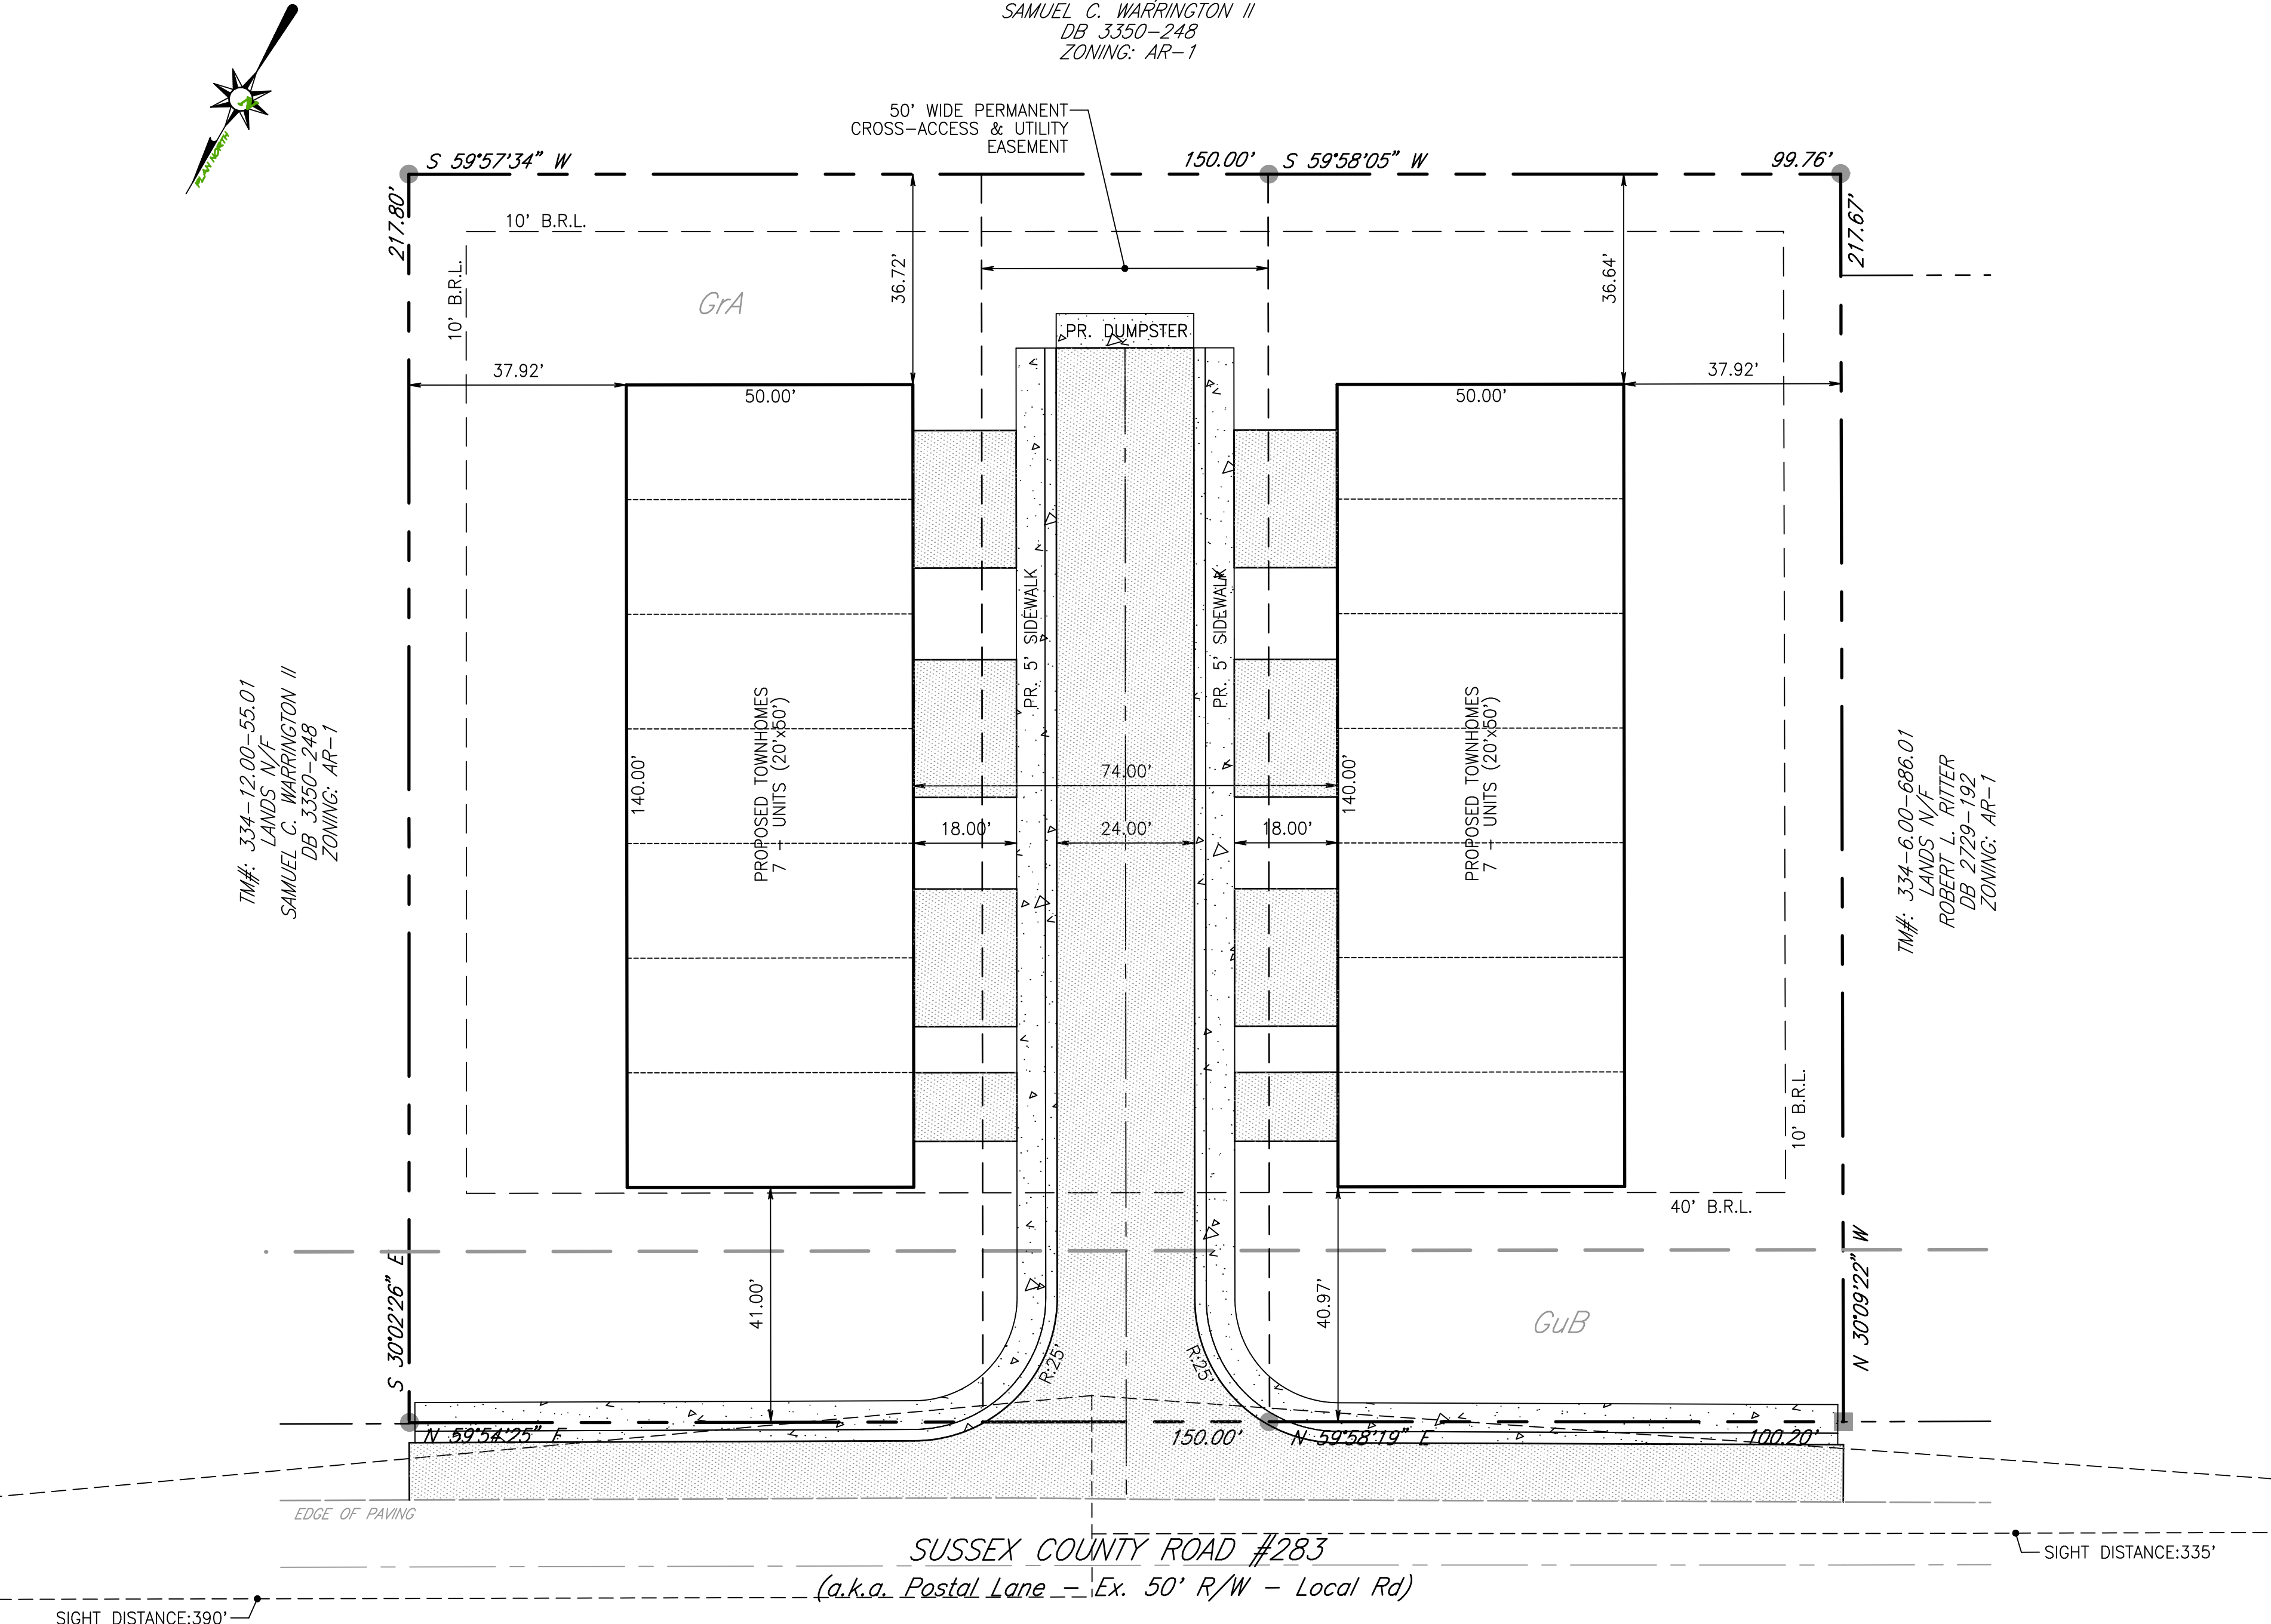 SAMUEL C. WARRINGTON II
DB 3350-248
ZONING: AR-1
PLAN NORTH
50' WIDE PERMANENT
CROSS-ACCESS & UTILITY
EASEMENT
S 59°57'34" W
150.00'
S 59°58'05" W
99.76'
217.80'
217.67'
10' B.R.L.
10' B.R.L.
GrA
36.72'
36.64'
PR. DUMPSTER
37.92'
37.92'
50.00'
50.00'
PR. 5' SIDEWALK
PR. 5' SIDEWALK
TM#: 334-12.00-55.01
LANDS N/F
SAMUEL C. WARRINGTON II
DB 3350-248
ZONING: AR-1
140.00'
PROPOSED TOWNHOMES
7 - UNITS (20'x50')
74.00'
18.00'
24.00'
18.00'
140.00'
PROPOSED TOWNHOMES
7 - UNITS (20'x50')
TM#: 334-6.00-686.01
LANDS N/F
ROBERT L. RITTER
DB 2729-192
ZONING: AR-1
10' B.R.L.
40' B.R.L.
S 30°02'26" E
41.00'
40.97'
N 30°09'22" W
GuB
R:25'
R:25'
N 59°54'25" E
150.00'
N 59°58'19" E
100.20'
EDGE OF PAVING
SUSSEX COUNTY ROAD #283
(a.k.a. Postal Lane - Ex. 50' R/W - Local Rd)
SIGHT DISTANCE:335'
SIGHT DISTANCE:390'